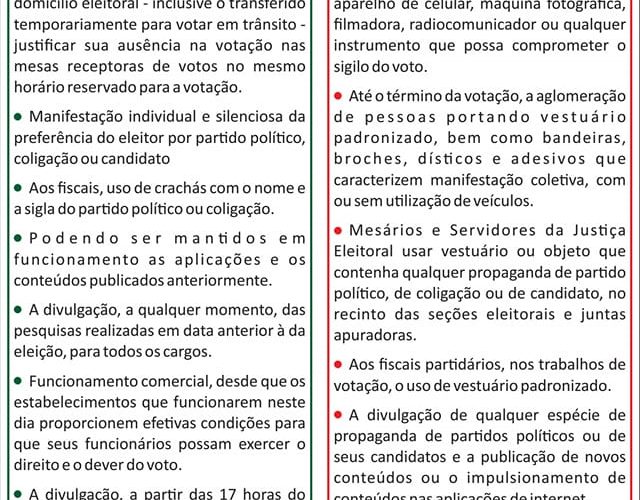 domicílio eleitoral - inclusive o transferido
temporariamente para votar em trânsito -
justificar sua ausência na votação nas
mesas receptoras de votos no mesmo
horário reservado para a votação.
• Manifestação individual e silenciosa da
preferência do eleitor por partido político,
coligação ou candidato
• Aos fiscais, uso de crachás com o nome e
a sigla do partido político ou coligação.
• Podendo ser mantidos em
funcionamento as aplicações e os
conteúdos publicados anteriormente.
• A divulgação, a qualquer momento, das
pesquisas realizadas em data anterior à da
eleição, para todos os cargos.
• Funcionamento comercial, desde que os
estabelecimentos que funcionarem neste
dia proporcionem efetivas condições para
que seus funcionários possam exercer o
direito e o dever do voto.
• A divulgação, a partir das 17 horas do
aparelho de celular, máquina fotográfica,
filmadora, radiocomunicador ou qualquer
instrumento que possa comprometer o
sigilo do voto.
• Até o término da votação, a aglomeração
de pessoas portando vestuário
padronizado, bem como bandeiras,
broches, dísticos e adesivos que
caracterizem manifestação coletiva, com
ou sem utilização de veículos.
• Mesários e Servidores da Justiça
Eleitoral usar vestuário ou objeto que
contenha qualquer propaganda de partido
político, de coligação ou de candidato, no
recinto das seções eleitorais e juntas
apuradoras.
• Aos fiscais partidários, nos trabalhos de
votação, o uso de vestuário padronizado.
• A divulgação de qualquer espécie de
propaganda de partidos políticos ou de
seus candidatos e a publicação de novos
conteúdos ou o impulsionamento de
conteúdos nas aplicações de internet